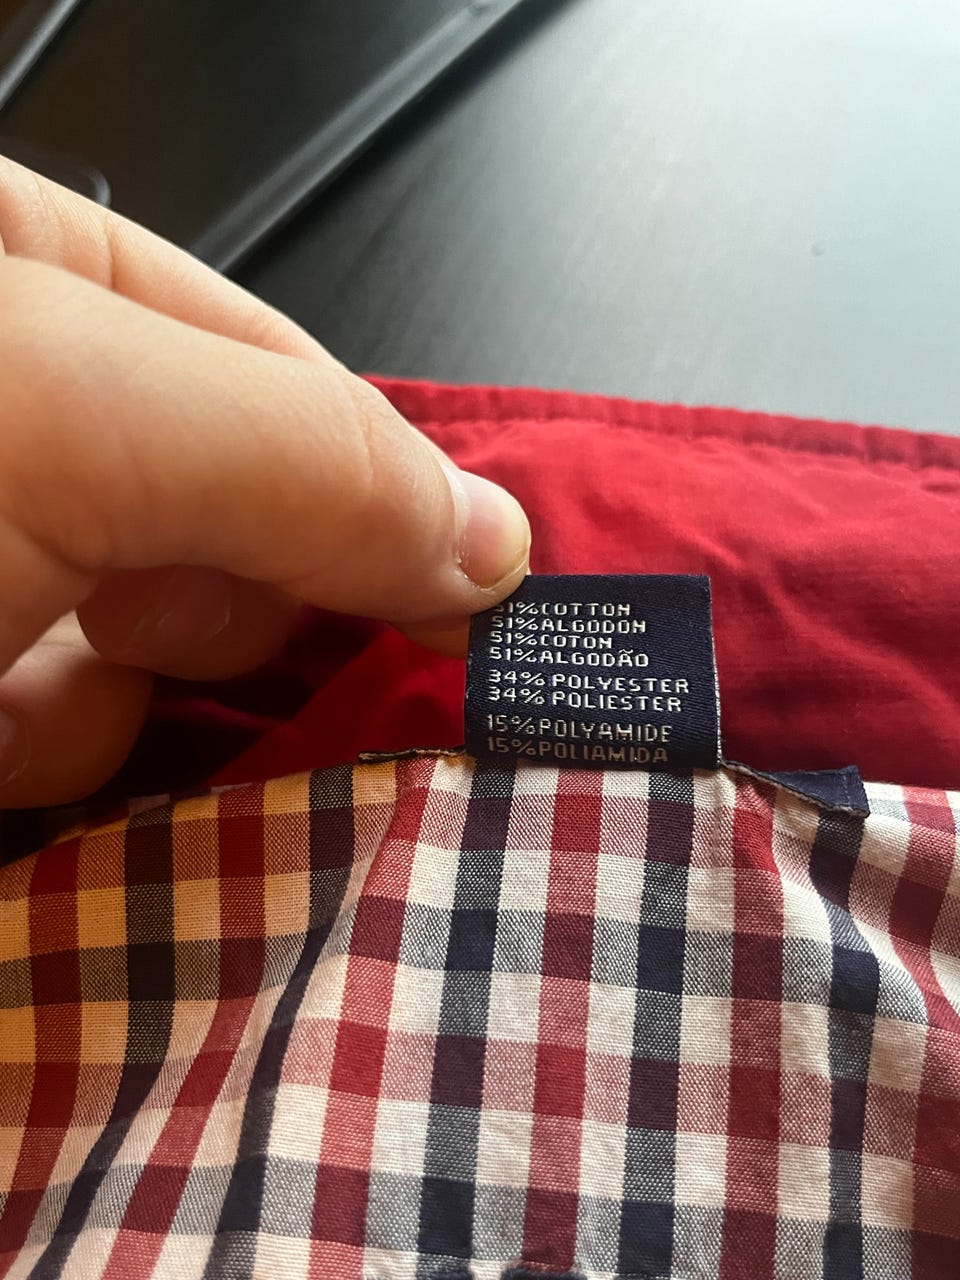 51%COTTON
51%ALGODON
51%COTON
51%ALGODÃO
34%POLYESTER
34%POLIESTER
15%POLYAMIDE
15%POLIAMIDA